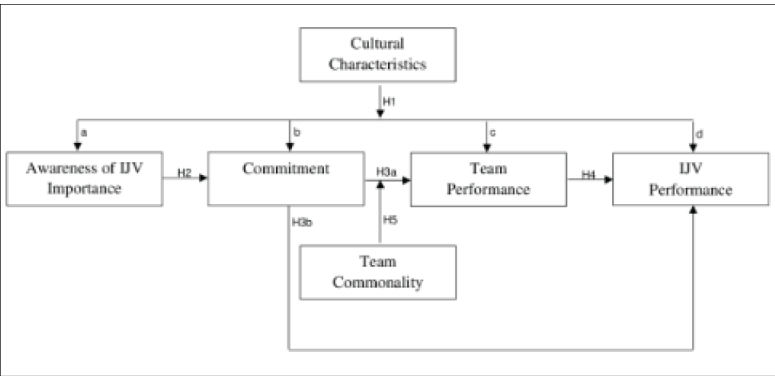 Cultural
Characteristics
H1
a
b
c
d
Awareness of IJV
Importance
H2
Commitment
H3a
Team
Performance
H4
IJV
Performance
H3b
H5
Team
Commonality